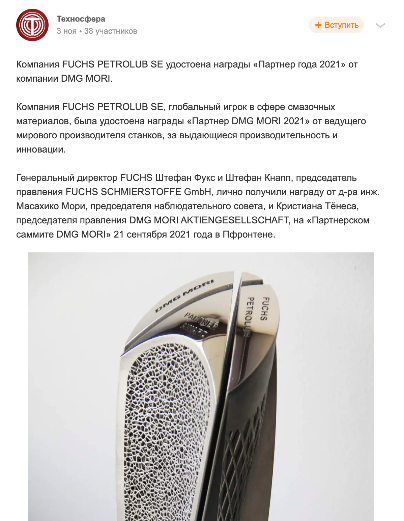 Техносфера
3 ноя • 38 участников
+ Вступить
Компания FUCHS PETROLUB SE удостоена награды «Партнер года 2021» от
компании DMG MORI.
Компания FUCHS PETROLUB SE, глобальный игрок в сфере смазочных
материалов, была удостоена награды «Партнер DMG MORI 2021» от ведущего
мирового производителя станков, за выдающиеся производительность и
инновации.
Генеральный директор FUCHS Штефан Фукс и Штефан Кнапп, председатель
правления FUCHS SCHMIERSTOFFE GmbH, лично получили награду от д-ра инж.
Масахико Мори, председателя наблюдательного совета, и Кристиана Тёнеса,
председателя правления DMG MORI AKTIENGESELLSCHAFT, на «Партнерском
саммите DMG MORI» 21 сентября 2021 года в Пфронтене.
DMG MORI
FUCHS
PETROLUB